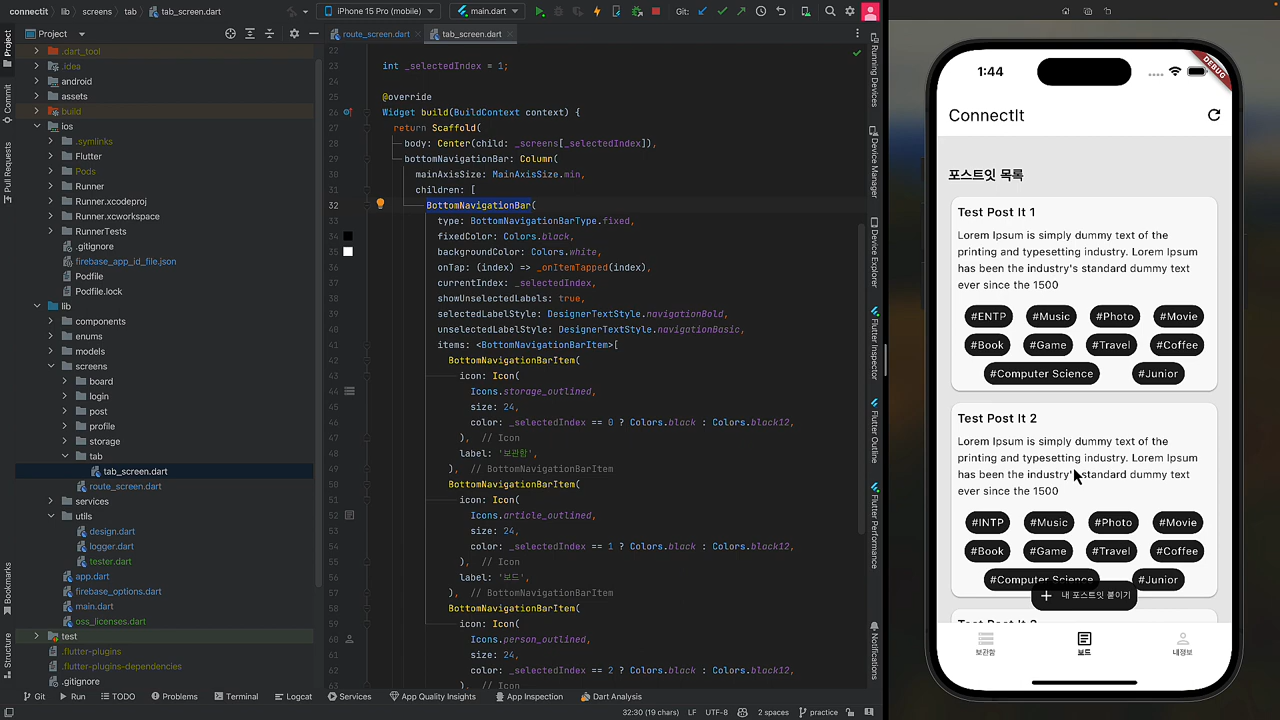 connectIt
lib
screens
tab
tab_screen.dart
iPhone 15 Pro (mobile)
main.dart
Git:
Project
.dart_tool
.idea
android
assets
build
ios
.symlinks
Flutter
Pods
Runner
Runner.xcodeproj
Runner.xcworkspace
RunnerTests
.gitignore
firebase_app_id_file.json
Podfile
Podfile.lock
lib
components
enums
models
screens
board
login
post
profile
storage
tab
tab_screen.dart
route_screen.dart
services
utils
design.dart
logger.dart
tester.dart
app.dart
firebase_options.dart
main.dart
oss_licenses.dart
test
.flutter-plugins
.flutter-plugins-dependencies
.gitignore
Project
Commit
Pull Requests
Bookmarks
Structure
route_screen.dart
tab_screen.dart
22
23 int _selectedIndex = 1;
24
25 @override
26 Widget build(BuildContext context) {
27 return Scaffold(
28 body: Center(child: _screens[_selectedIndex]),
29 bottomNavigationBar: Column(
30 mainAxisSize: MainAxisSize.min,
31 children: [
32 BottomNavigationBar(
33 type: BottomNavigationBarType.fixed,
34 fixedColor: Colors.black,
35 backgroundColor: Colors.white,
36 onTap: (index) => _onItemTapped(index),
37 currentIndex: _selectedIndex,
38 showUnselectedLabels: true,
39 selectedLabelStyle: DesignerTextStyle.navigationBold,
40 unselectedLabelStyle: DesignerTextStyle.navigationBasic,
41 items: <BottomNavigationBarItem>[
42 BottomNavigationBarItem(
43 icon: Icon(
44 Icons.storage_outlined,
45 size: 24,
46 color: _selectedIndex == 0 ? Colors.black : Colors.black12,
47 ), // Icon
48 label: '보관함',
49 ), // BottomNavigationBarItem
50 BottomNavigationBarItem(
51 icon: Icon(
52 Icons.article_outlined,
53 size: 24,
54 color: _selectedIndex == 1 ? Colors.black : Colors.black12,
55 ), // Icon
56 label: '보드',
57 ), // BottomNavigationBarItem
58 BottomNavigationBarItem(
59 icon: Icon(
60 Icons.person_outlined,
61 size: 24,
62 color: _selectedIndex == 2 ? Colors.black : Colors.black12,
63 ), // Icon
Running Devices
Device Manager
Device Explorer
Flutter Inspector
Flutter Outline
Flutter Performance
Notifications
Git
Run
TODO
Problems
Terminal
Logcat
Services
App Quality Insights
App Inspection
Dart Analysis
32:30 (19 chars)
LF
UTF-8
2 spaces
practice
1:44
DEBUG
ConnectIt
포스트잇 목록
Test Post It 1
Lorem Ipsum is simply dummy text of the
printing and typesetting industry. Lorem Ipsum
has been the industry's standard dummy text
ever since the 1500
#ENTP #Music #Photo #Movie
#Book #Game #Travel #Coffee
#Computer Science #Junior
Test Post It 2
Lorem Ipsum is simply dummy text of the
printing and typesetting industry. Lorem Ipsum
has been the industry's standard dummy text
ever since the 1500
#INTP #Music #Photo #Movie
#Book #Game #Travel #Coffee
#Computer Science #Junior
내 포스트잇 붙이기
보관함
보드
내정보